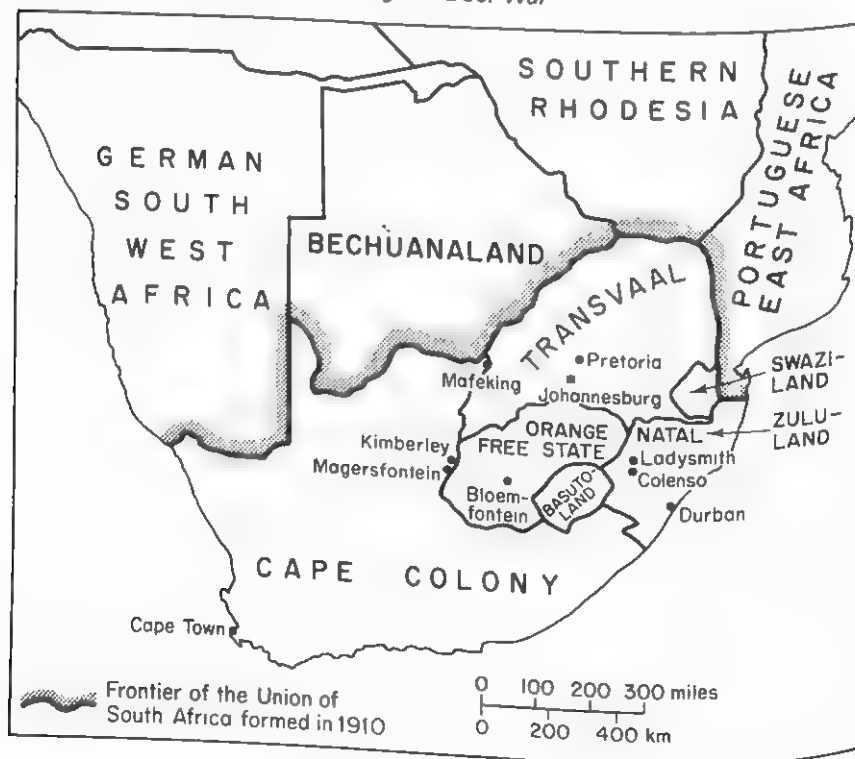 Boer War
SOUTHERN
RHODESIA
PORTUGUESE
EAST AFRICA
GERMAN
SOUTH
WEST
AFRICA
BECHUANALAND
TRANSVAAL
Pretoria
Mafeking
Johannesburg
SWAZI-
LAND
ZULU-
LAND
ORANGE
FREE STATE
NATAL
Kimberley
Magersfontein
Ladysmith
Colenso
Bloem-
fontein
BASUTO-
LAND
Durban
CAPE COLONY
Cape Town
Frontier of the Union of
South Africa formed in 1910
0 100 200 300 miles
0 200 400 km